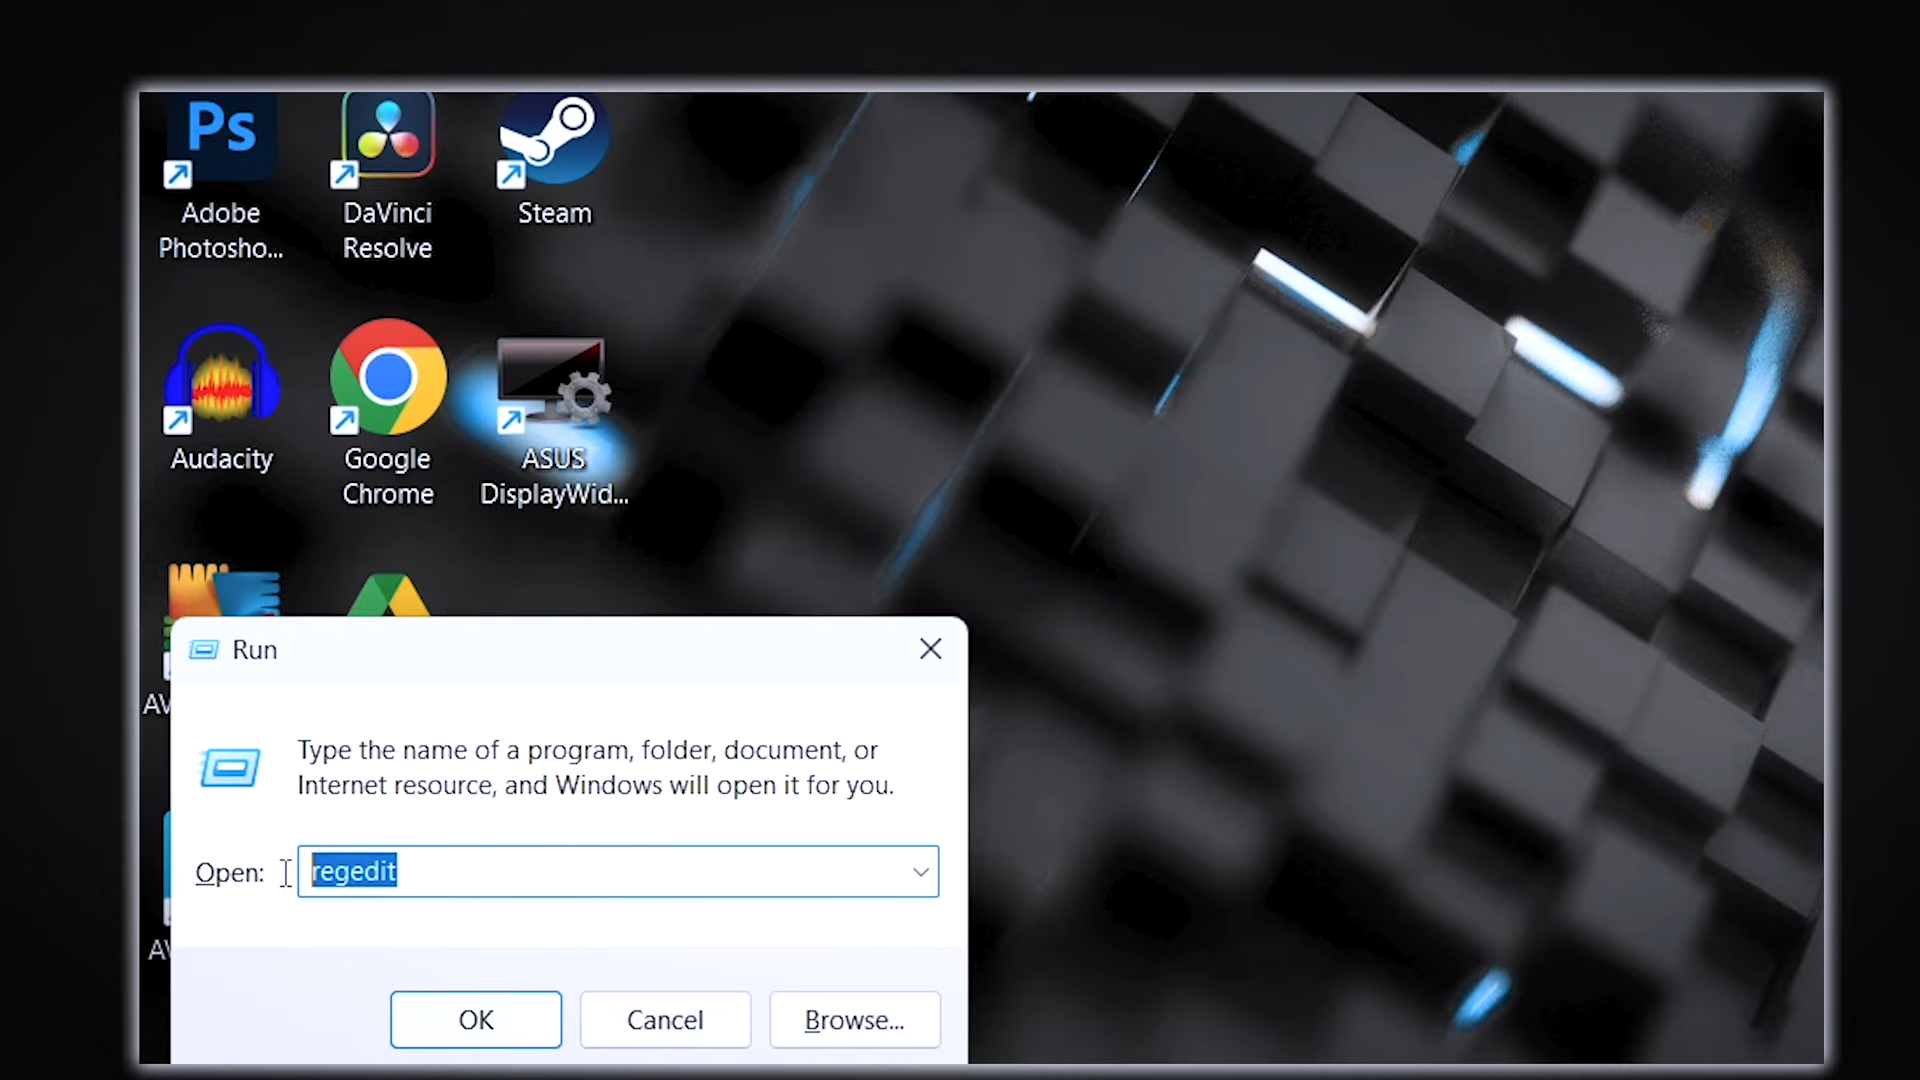 Ps
Adobe
Photosho...
DaVinci
Resolve
Steam
Audacity
Google
Chrome
ASUS
DisplayWid...
AV
Run
Type the name of a program, folder, document, or
Internet resource, and Windows will open it for you.
Open:
regedit
OK
Cancel
Browse...